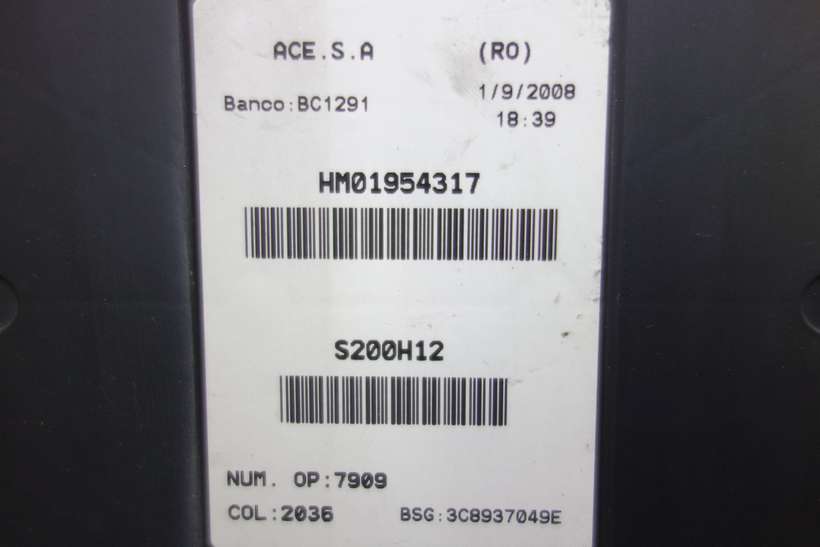 ACE.S.A (RO)
Banco:BC1291 1/9/2008
18:39
HM01954317
S200H12
NUM. OP:7909
COL:2036 BSG:3C8937049E